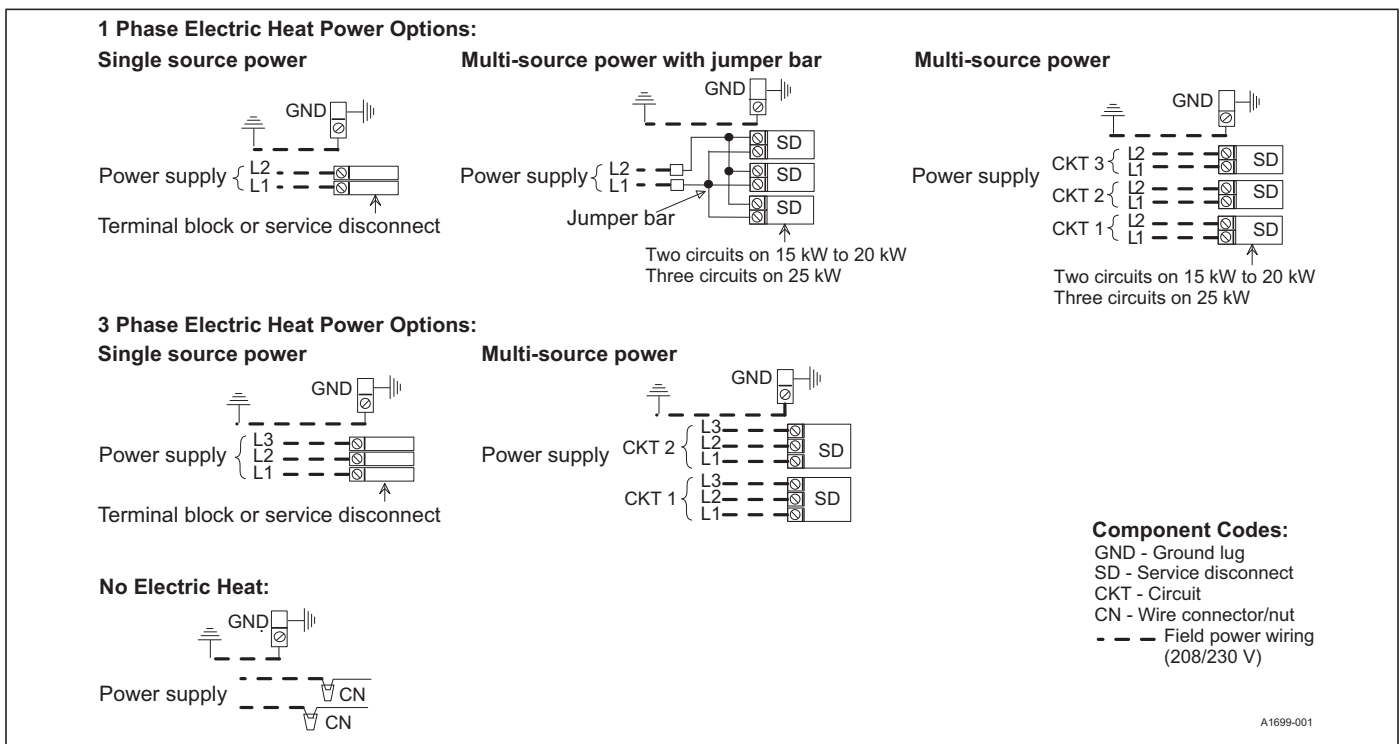 1 Phase Electric Heat Power Options:
Single source power
GND
Power supply
L2
L1
Terminal block or service disconnect
Multi-source power with jumper bar
GND
SD
SD
SD
Power supply
L2
L1
Jumper bar
Two circuits on 15 kW to 20 kW
Three circuits on 25 kW
Multi-source power
GND
Power supply
CKT 3
L2
L1
SD
CKT 2
L2
L1
SD
CKT 1
L2
L1
SD
Two circuits on 15 kW to 20 kW
Three circuits on 25 kW
3 Phase Electric Heat Power Options:
Single source power
GND
Power supply
L3
L2
L1
Terminal block or service disconnect
Multi-source power
GND
Power supply
CKT 2
L3
L2
L1
SD
CKT 1
L3
L2
L1
SD
No Electric Heat:
GND
Power supply
CN
CN
Component Codes:
GND - Ground lug
SD - Service disconnect
CKT - Circuit
CN - Wire connector/nut
Field power wiring
(208/230 V)
A1699-001